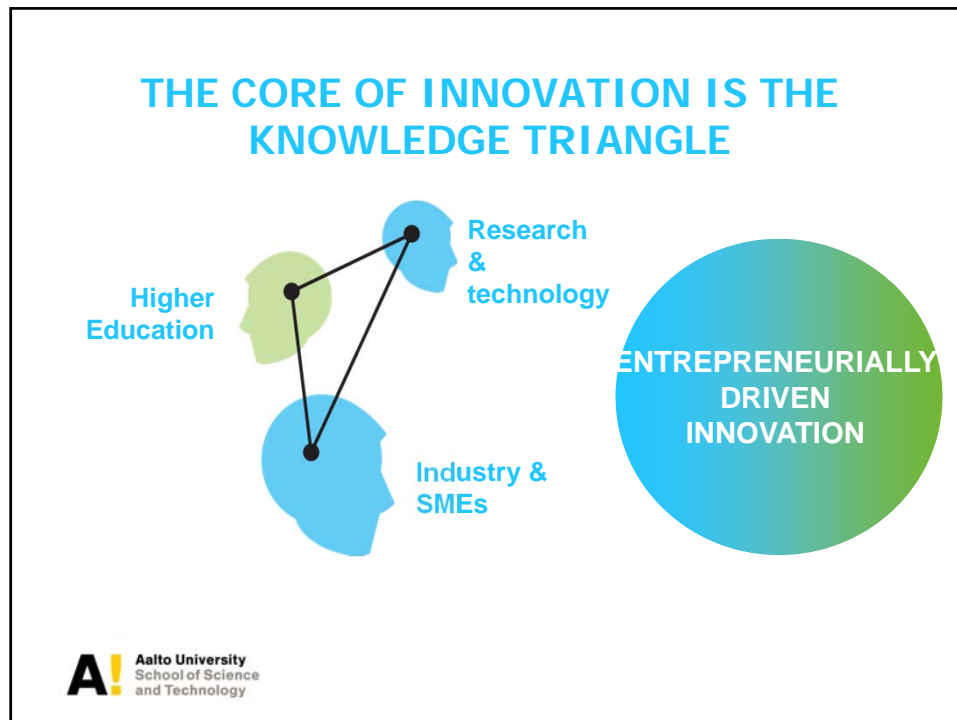 THE CORE OF INNOVATION IS THE
KNOWLEDGE TRIANGLE
Research
&
technology
Higher
Education
ENTREPRENEURIALLY
DRIVEN
INNOVATION
Industry &
SMEs
A!
Aalto University
School of Science
and Technology